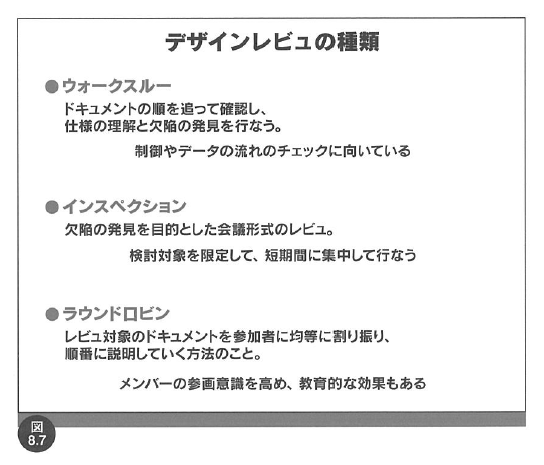 デザインレビュの種類
●ウォークスルー
ドキュメントの順を追って確認し、
仕様の理解と欠陥の発見を行なう。
制御やデータの流れのチェックに向いている
●インスペクション
欠陥の発見を目的とした会議形式のレビュ。
検討対象を限定して、短期間に集中して行なう
●ラウンドロビン
レビュ対象のドキュメントを参加者に均等に割り振り、
順番に説明していく方法のこと。
メンバーの参画意識を高め、教育的な効果もある
図
8.7